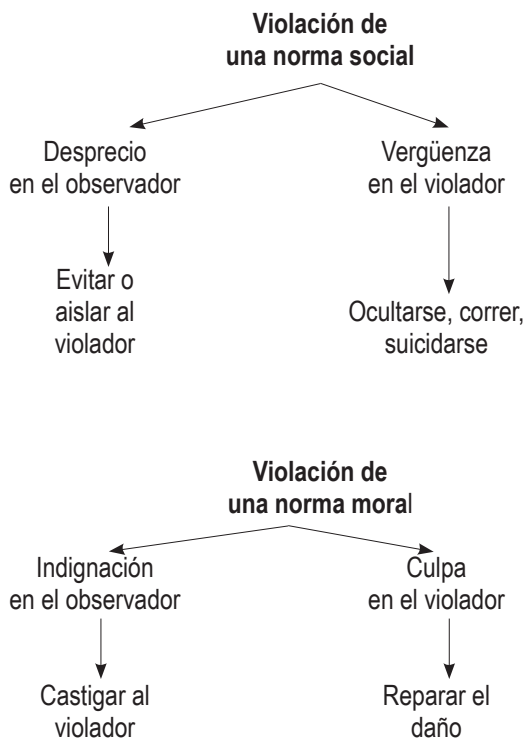 Violación de
una norma social
Desprecio
en el observador
Vergüenza
en el violador
Evitar o
aislar al
violador
Ocultarse, correr,
suicidarse
Violación de
una norma moral
Indignación
en el observador
Culpa
en el violador
Castigar al
violador
Reparar el
daño